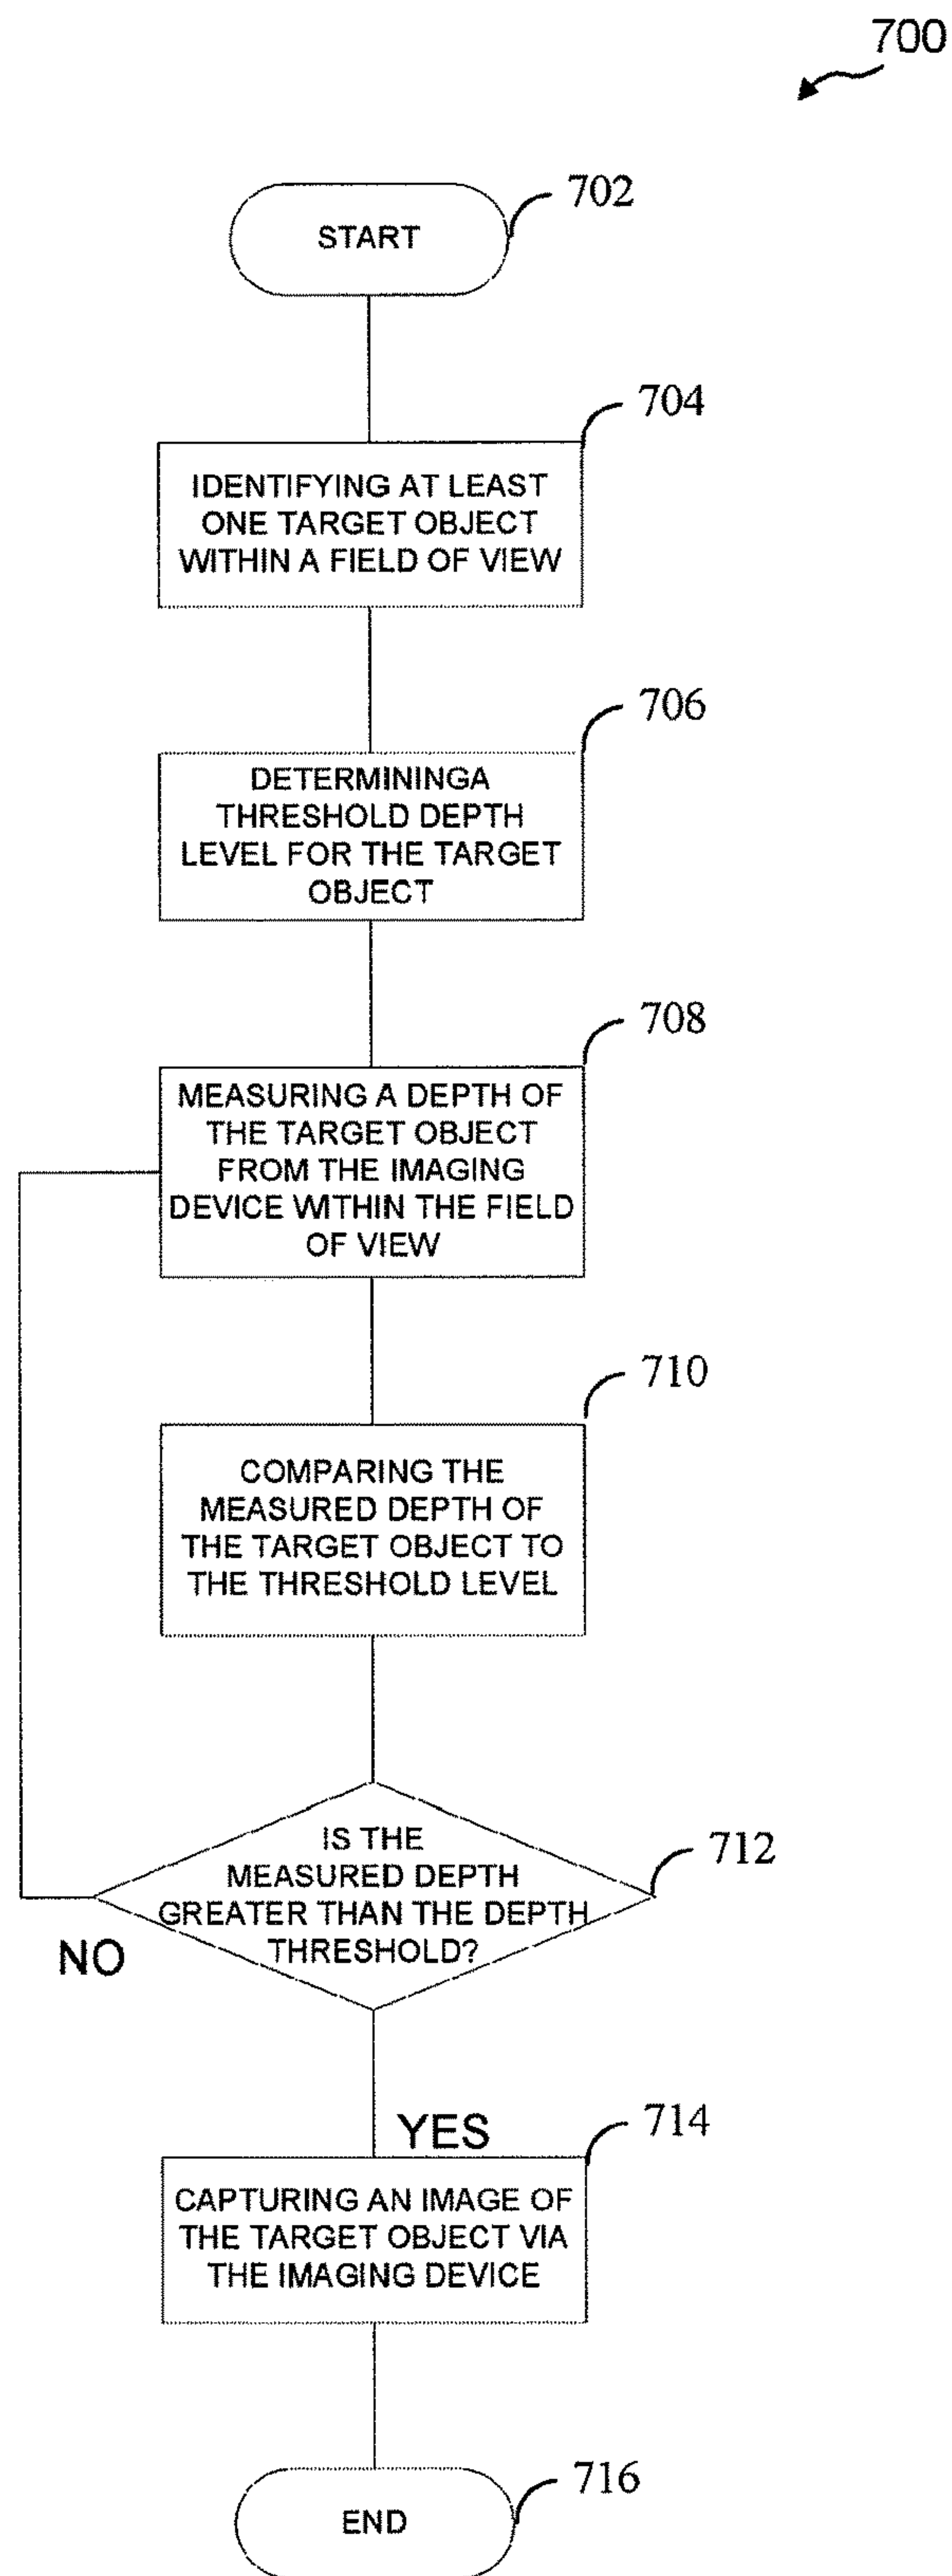 700
702
START
704
IDENTIFYING AT LEAST
ONE TARGET OBJECT
WITHIN A FIELD OF VIEW
706
DETERMININGA
THRESHOLD DEPTH
LEVEL FOR THE TARGET
OBJECT
708
MEASURING A DEPTH OF
THE TARGET OBJECT
FROM THE IMAGING
DEVICE WITHIN THE FIELD
OF VIEW
710
COMPARING THE
MEASURED DEPTH OF
THE TARGET OBJECT TO
THE THRESHOLD LEVEL
712
IS THE
MEASURED DEPTH
GREATER THAN THE DEPTH
THRESHOLD?
NO
YES
714
CAPTURING AN IMAGE OF
THE TARGET OBJECT VIA
THE IMAGING DEVICE
716
END